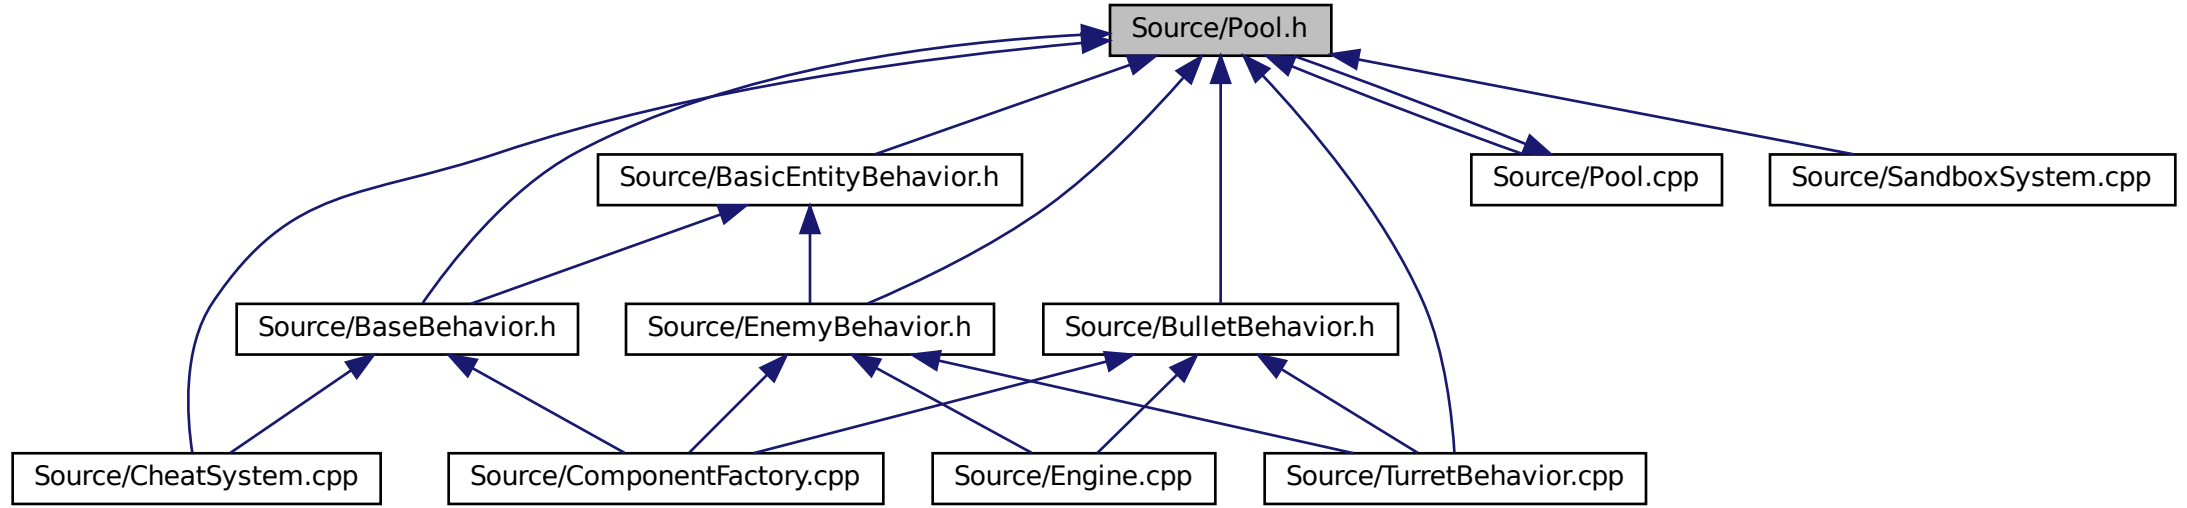 Source/Pool.h
Source/BasicEntityBehavior.h
Source/Pool.cpp
Source/SandboxSystem.cpp
Source/BaseBehavior.h
Source/EnemyBehavior.h
Source/BulletBehavior.h
Source/CheatSystem.cpp
Source/ComponentFactory.cpp
Source/Engine.cpp
Source/TurretBehavior.cpp